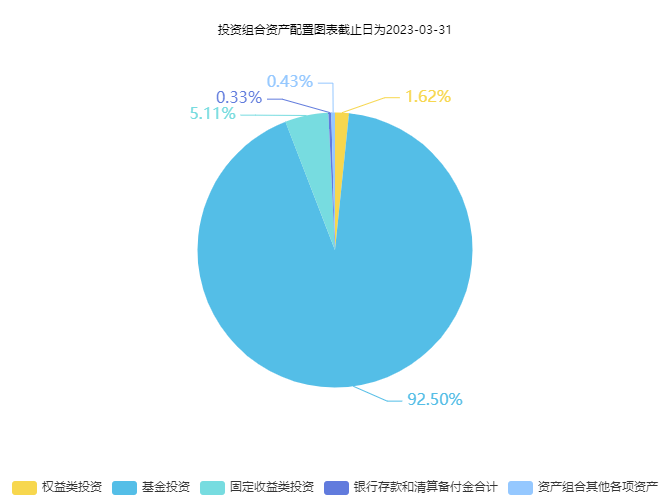 投资组合资产配置图表截止日为2023-03-31
0.43%
1.62%
0.33%
5.11%
92.50%
权益类投资 基金投资 固定收益类投资 银行存款和清算备付金合计 资产组合其他各项资产